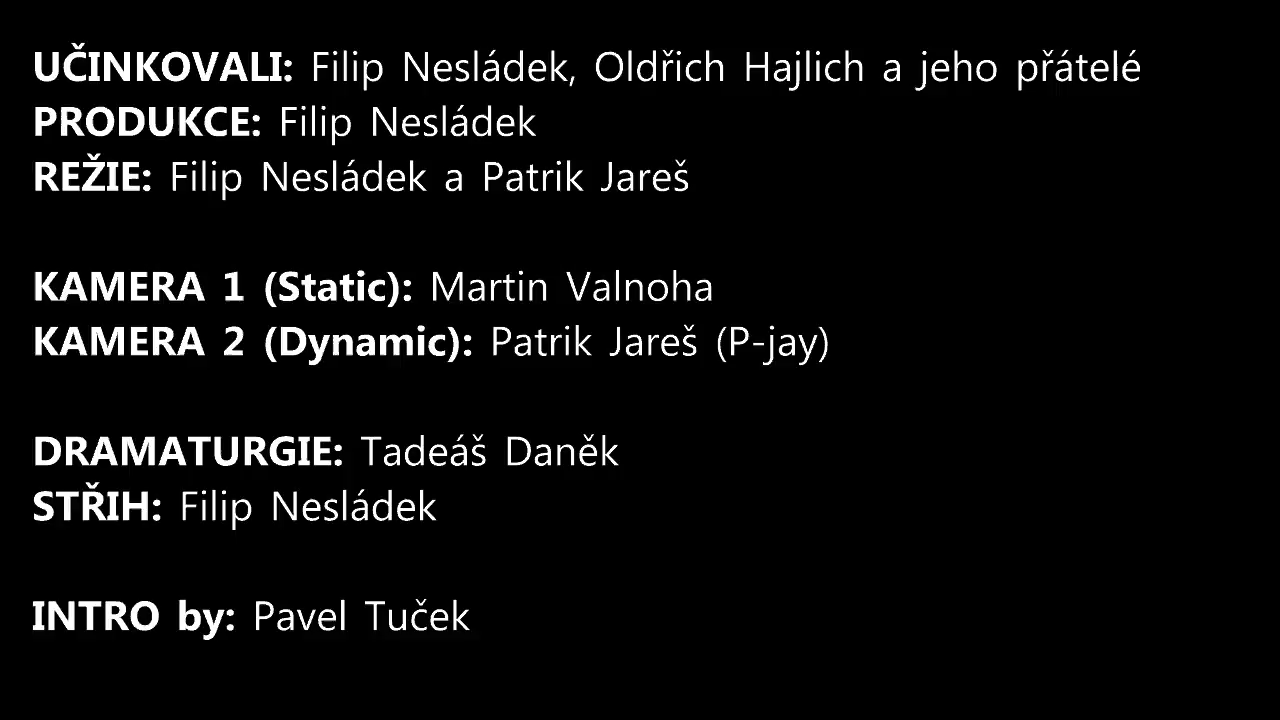 UČINKOVALI: Filip Nesládek, Oldřich Hajlich a jeho přátelé
PRODUKCE: Filip Nesládek
REŽIE: Filip Nesládek a Patrik Jareš
KAMERA 1 (Static): Martin Valnoha
KAMERA 2 (Dynamic): Patrik Jareš (P-jay)
DRAMATURGIE: Tadeáš Daněk
STŘIH: Filip Nesládek
INTRO by: Pavel Tuček